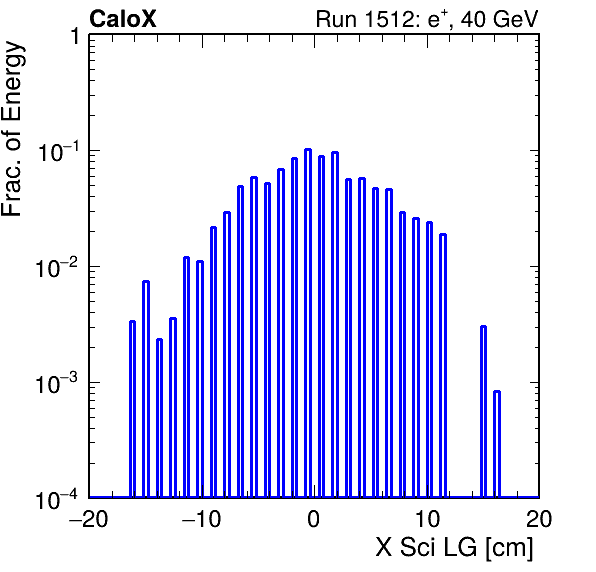 CaloX Run 1512: e⁺, 40 GeV
Frac. of Energy
1
10⁻¹
10⁻²
10⁻³
10⁻⁴
−20 −10 0 10 20
X Sci LG [cm]